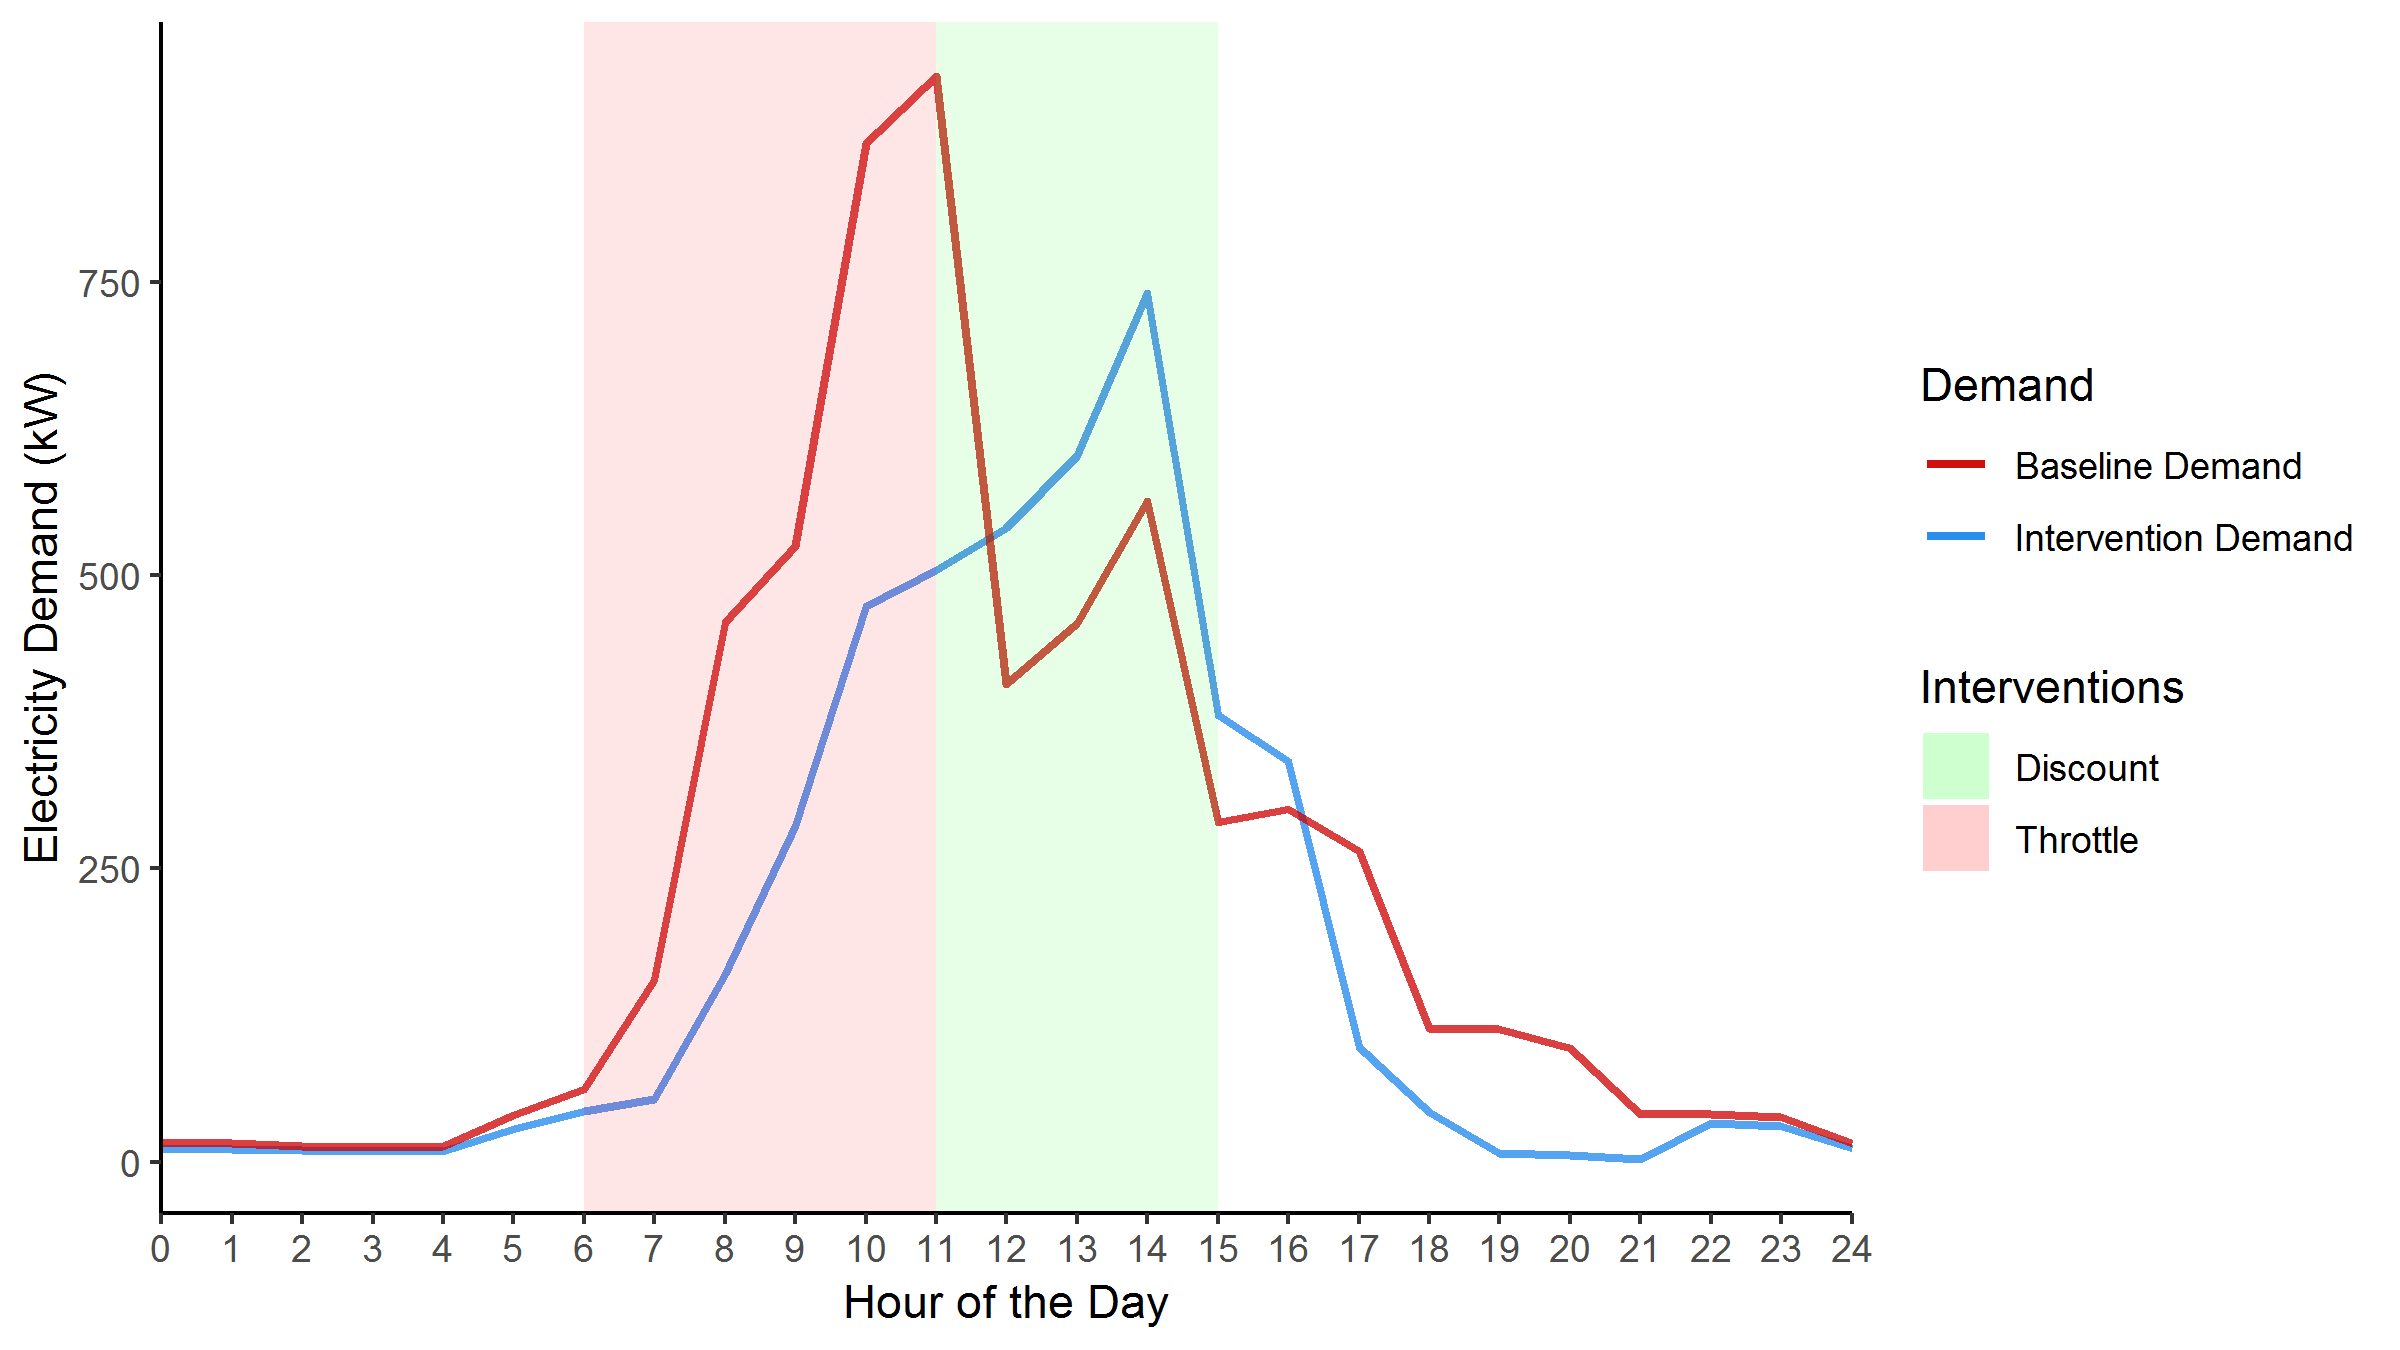 Electricity Demand (kW)
750
500
250
0
0 1 2 3 4 5 6 7 8 9 10 11 12 13 14 15 16 17 18 19 20 21 22 23 24
Hour of the Day
Demand
Baseline Demand
Intervention Demand
Interventions
Discount
Throttle